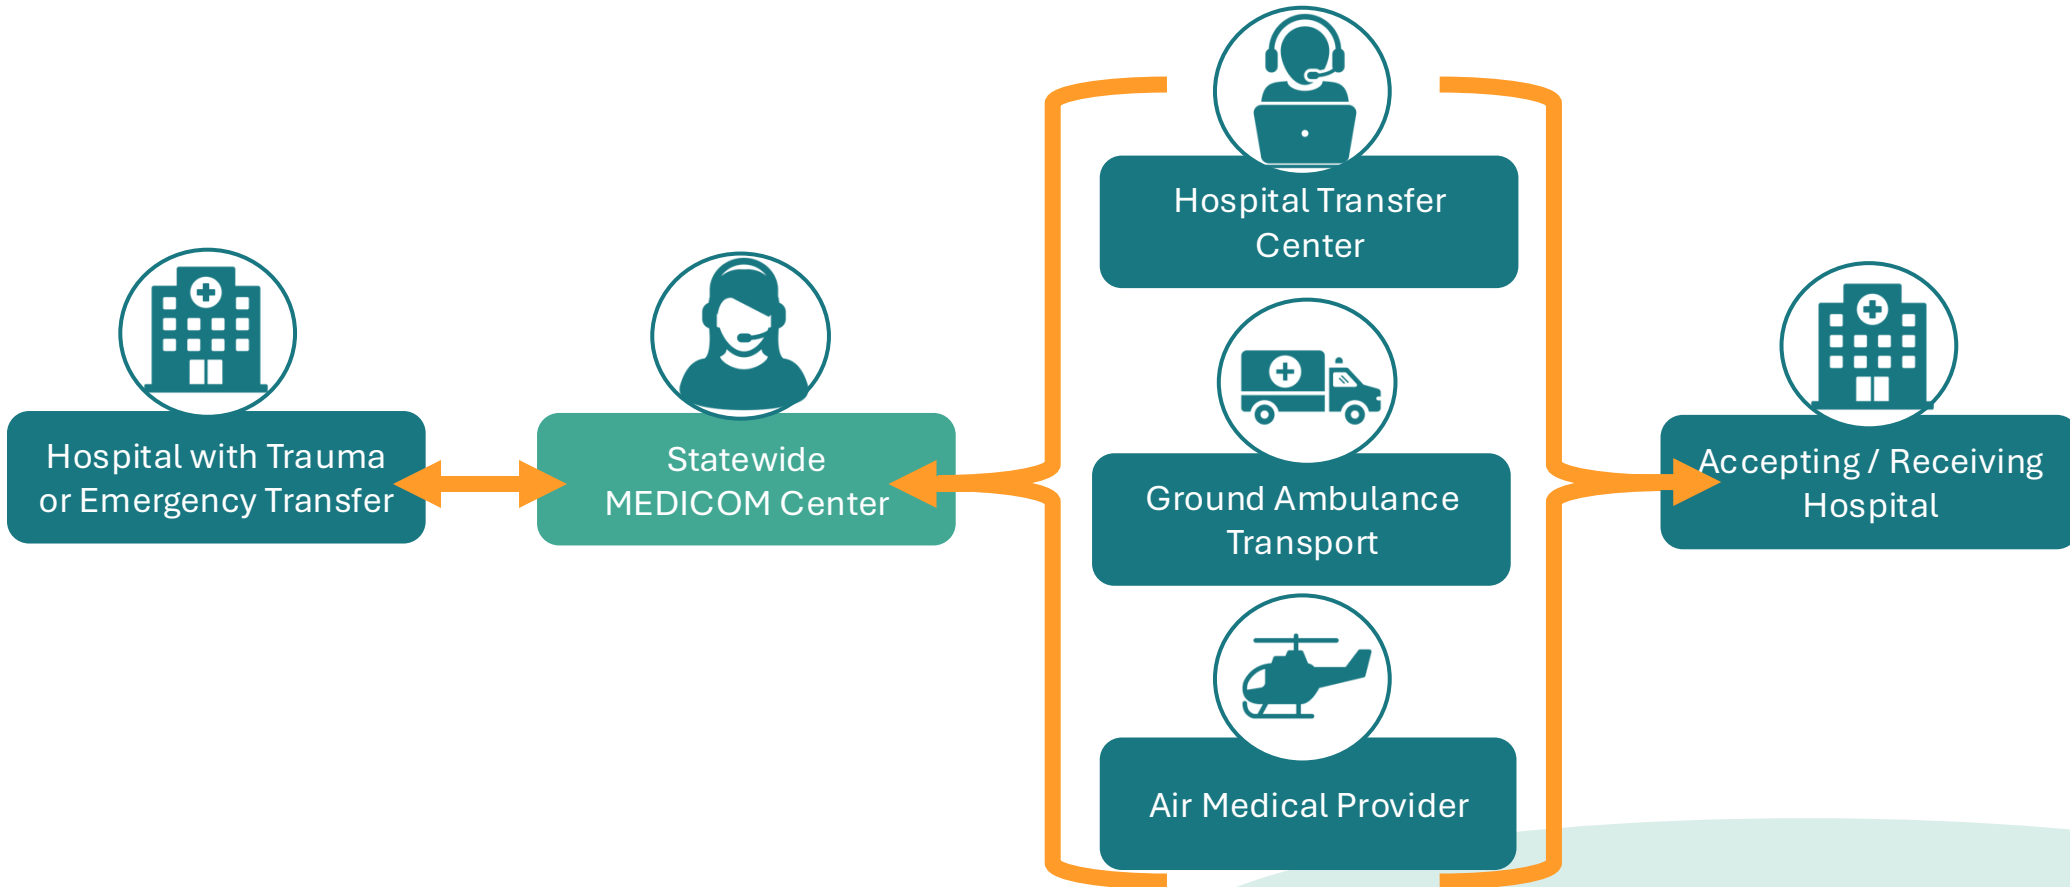 Hospital with Trauma
or Emergency Transfer
Statewide
MEDICOM Center
Hospital Transfer
Center
Ground Ambulance
Transport
Air Medical Provider
Accepting / Receiving
Hospital